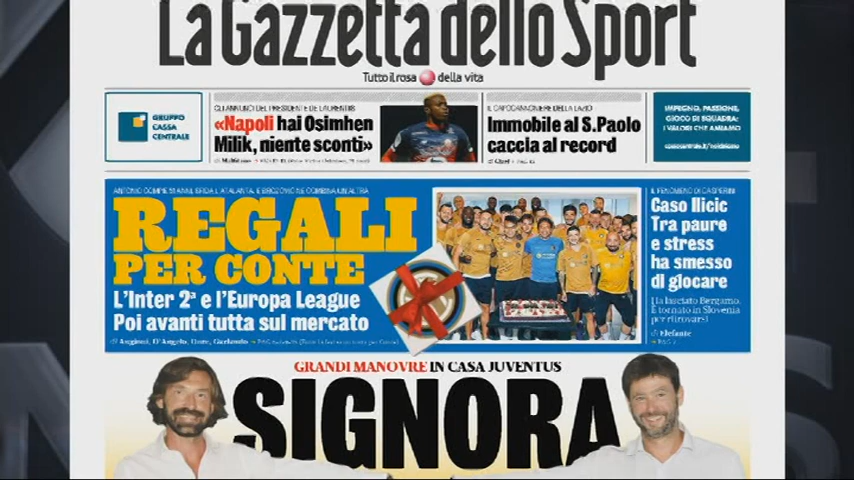 La Gazzetta dello Sport
Tutto il rosa della vita
GRUPPO
CASSA
CENTRALE
GLI ANNUNCI DEL PRESIDENTE DE LAURENTIIS
«Napoli hai Osimhen
Milik, niente sconti»
IL CAPOCANNONIERE DELLA LAZIO
Immobile al S.Paolo
caccia al record
IMPEGNO, PASSIONE,
GIOCO DI SQUADRA:
I VALORI CHE AMIAMO
REGALI
PER CONTE
L'Inter 2ª e l'Europa League
Poi avanti tutta sul mercato
IL FENOMENO DI GASPERINI
Caso Ilicic
Tra paure
e stress
ha smesso
di giocare
Ha lasciato Bergamo.
È tornato in Slovenia
per ritrovarsi
di Elefante
GRANDI MANOVRE IN CASA JUVENTUS
SIGNORA